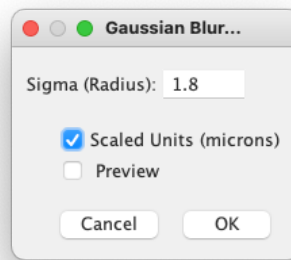 Gaussian Blur...
Sigma (Radius): 1.8
Scaled Units (microns)
Preview
Cancel OK